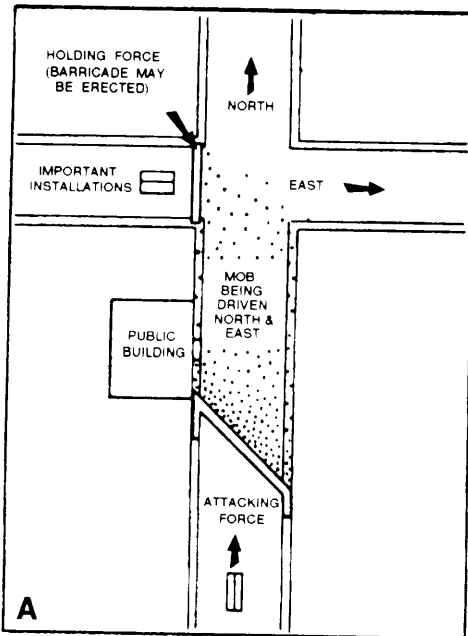 HOLDING FORCE
(BARRICADE MAY
BE ERECTED)
NORTH
IMPORTANT
INSTALLATIONS
EAST
MOB
BEING
DRIVEN
NORTH &
EAST
PUBLIC
BUILDING
ATTACKING
FORCE
A